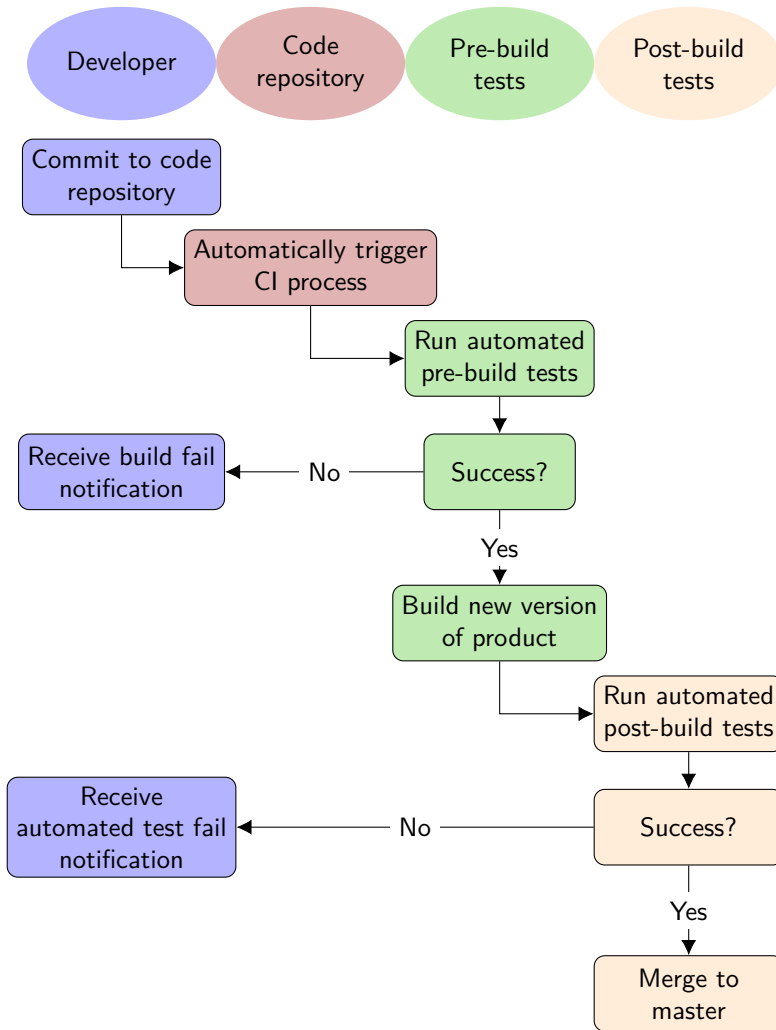 Developer
Code
repository
Pre-build
tests
Post-build
tests
Commit to code
repository
Automatically trigger
CI process
Run automated
pre-build tests
Receive build fail
notification
No
Success?
Yes
Build new version
of product
Run automated
post-build tests
Receive
automated test fail
notification
No
Success?
Yes
Merge to
master